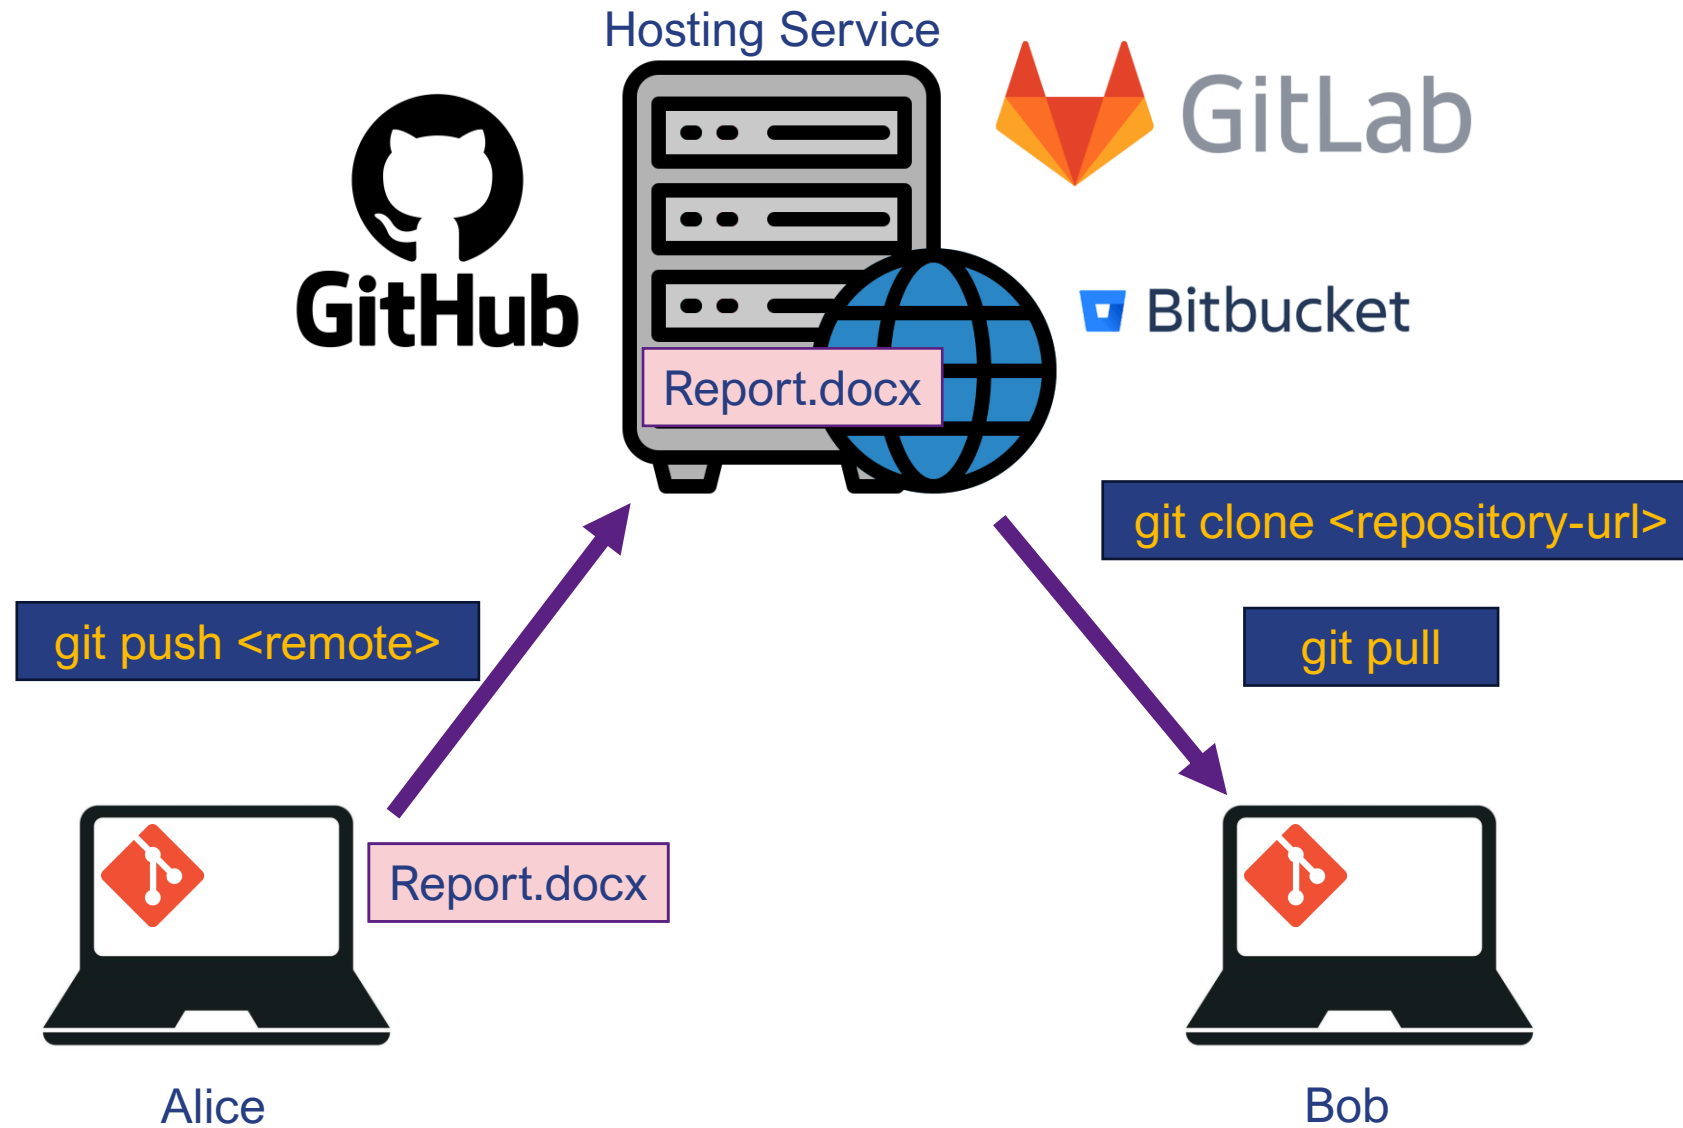 Hosting Service
GitHub
GitLab
Bitbucket
Report.docx
git clone <repository-url>
git push <remote>
git pull
Report.docx
Alice
Bob